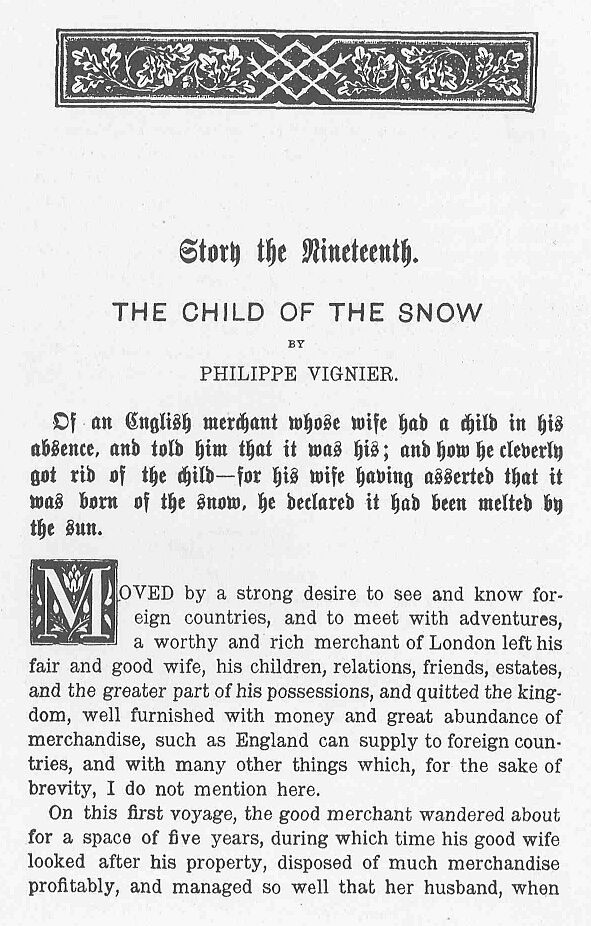 Story the Nineteenth.
THE CHILD OF THE SNOW
BY
PHILIPPE VIGNIER.
Of an English merchant whose wife had a child in his
absence, and told him that it was his; and how he cleverly
got rid of the child—for his wife having asserted that it
was born of the snow, he declared it had been melted by
the sun.
MOVED by a strong desire to see and know for-
eign countries, and to meet with adventures,
a worthy and rich merchant of London left his
fair and good wife, his children, relations, friends, estates,
and the greater part of his possessions, and quitted the king-
dom, well furnished with money and great abundance of
merchandise, such as England can supply to foreign coun-
tries, and with many other things which, for the sake of
brevity, I do not mention here.
On this first voyage, the good merchant wandered about
for a space of five years, during which time his good wife
looked after his property, disposed of much merchandise
profitably, and managed so well that her husband, when